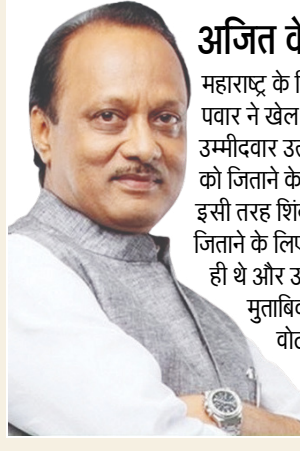 अजित के
महाराष्ट्र के
पवार ने खेल
उम्मीदवार
को जिताने के
इसी तरह
जिताने के
ही थे और
मुताबिक
वोट